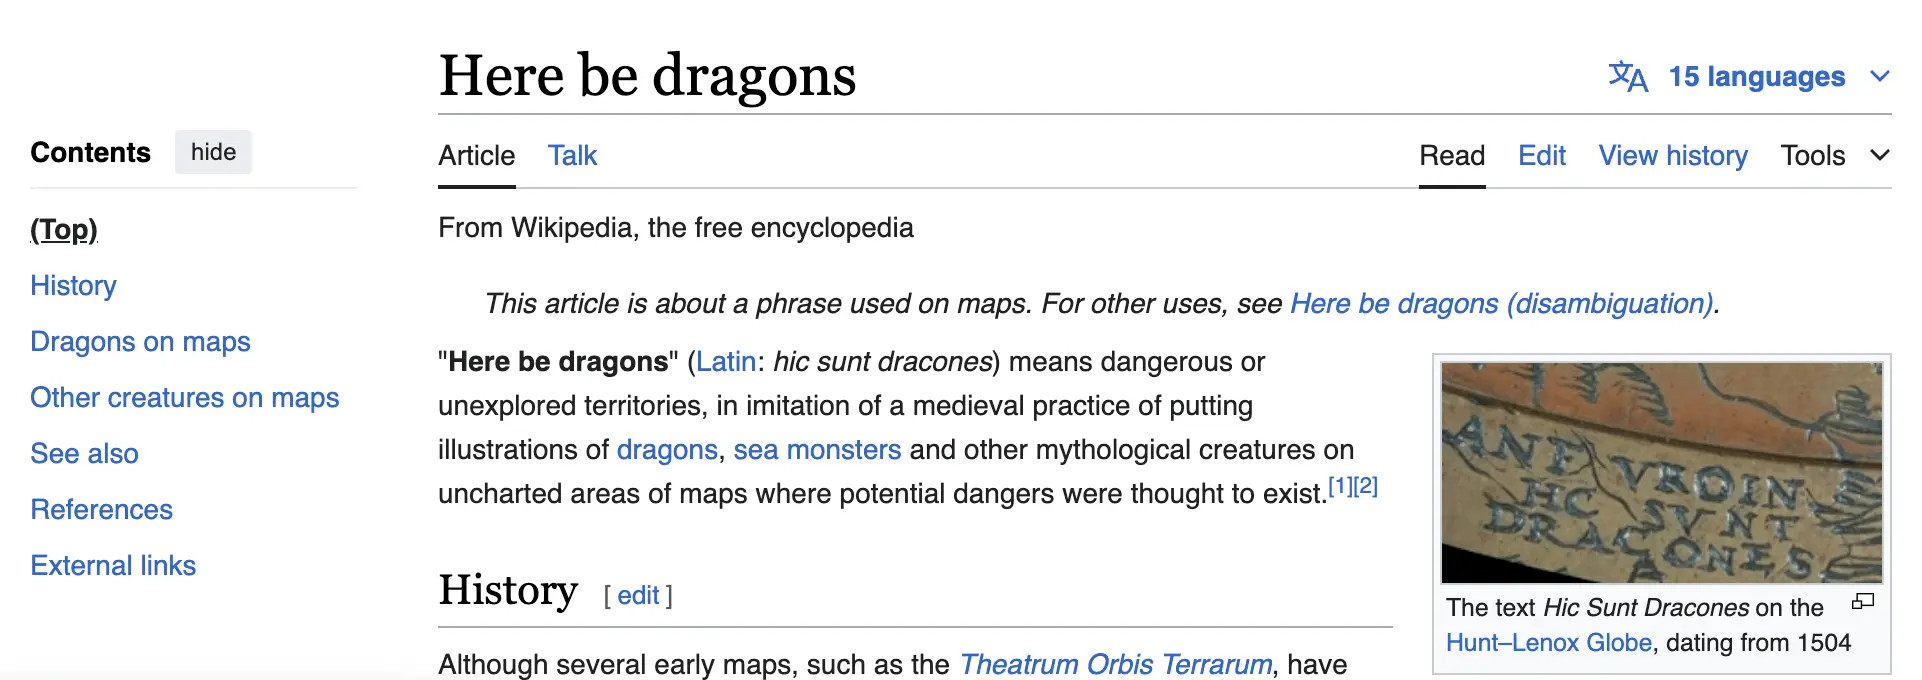 Here be dragons
15 languages
Contents
hide
Article
Talk
Read
Edit
View history
Tools
(Top)
History
Dragons on maps
Other creatures on maps
See also
References
External links
From Wikipedia, the free encyclopedia
This article is about a phrase used on maps. For other uses, see Here be dragons (disambiguation).
"Here be dragons" (Latin: hic sunt dracones) means dangerous or
unexplored territories, in imitation of a medieval practice of putting
illustrations of dragons, sea monsters and other mythological creatures on
uncharted areas of maps where potential dangers were thought to exist.[1][2]
History [ edit ]
Although several early maps, such as the Theatrum Orbis Terrarum, have
HC SVNT
DRACONES
The text Hic Sunt Dracones on the
Hunt–Lenox Globe, dating from 1504